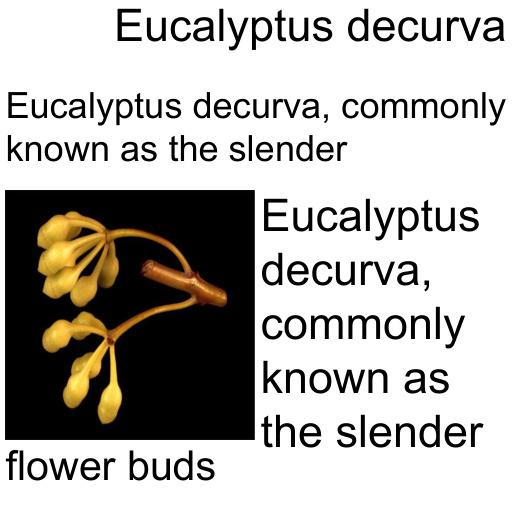 Eucalyptus decurva
Eucalyptus decurva, commonly
known as the slender
Eucalyptus
decurva,
commonly
known as
the slender
flower buds